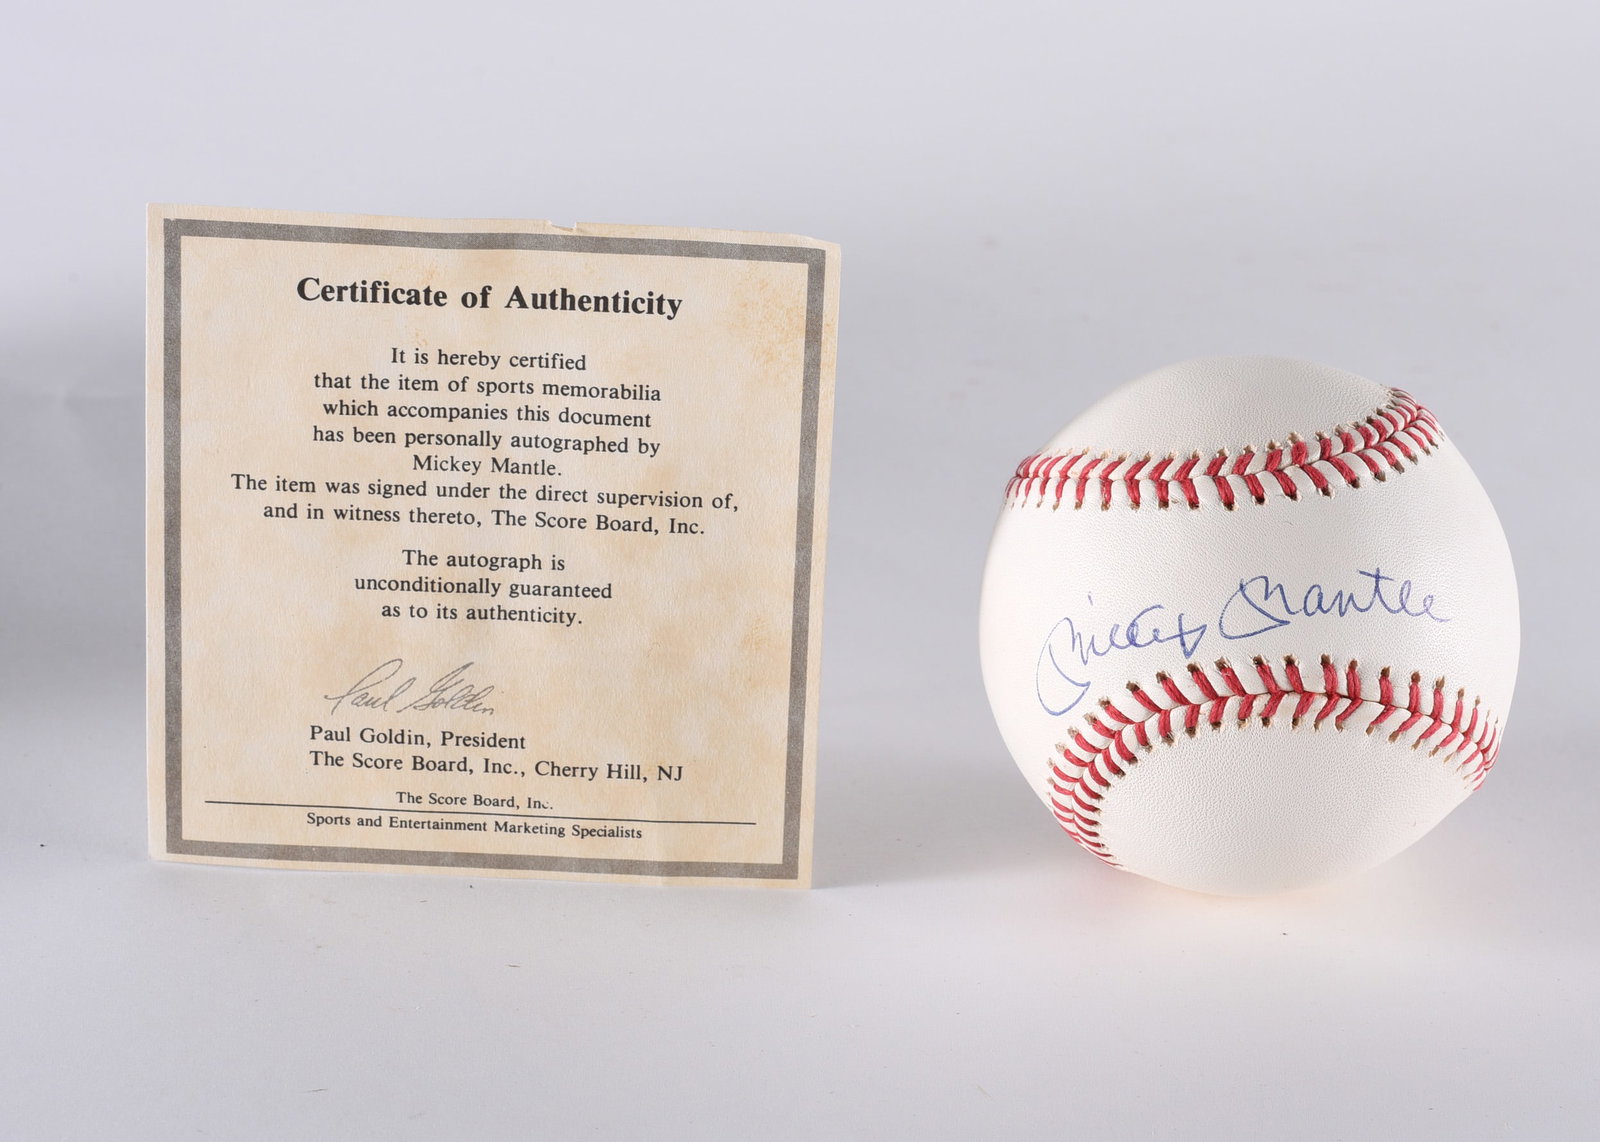 Certificate of Authenticity
It is hereby certified
that the item of sports memorabilia
which accompanies this document
has been personally autographed by
Mickey Mantle.
The item was signed under the direct supervision of,
and in witness thereto, The Score Board, Inc.
The autograph is
unconditionally guaranteed
as to its authenticity.
Paul Goldin
Paul Goldin, President
The Score Board, Inc., Cherry Hill, NJ
The Score Board, Inc.
Sports and Entertainment Marketing Specialists
Mickey Mantle